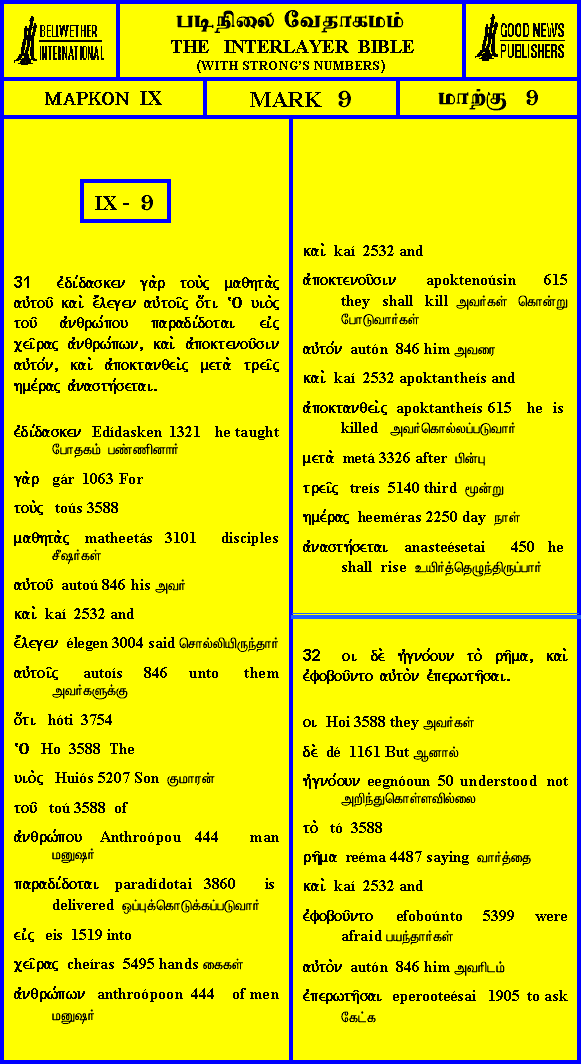 BELLWETHER
INTERNATIONAL
படிநிலை வேதாகமம்
THE INTERLAYER BIBLE
(WITH STRONG'S NUMBERS)
GOOD NEWS
PUBLISHERS
ΜΑΡΚΟΝ IX
MARK 9
மாற்கு 9
IX - 9
31 ἐδίδασκεν γὰρ τοὺς μαθητὰς
αὐτοῦ καὶ ἔλεγεν αὐτοῖς ὅτι Ὁ υἱὸς
τοῦ ἀνθρώπου παραδίδοται εἰς
χεῖρας ἀνθρώπων, καὶ ἀποκτενοῦσιν
αὐτόν, καὶ ἀποκτανθεὶς μετὰ τρεῖς
ημέρας ἀναστήσεται.
ἐδίδασκεν Edídasken 1321 he taught
போதகம் பண்ணினார்
γὰρ gár 1063 For
τοὺς toús 3588
μαθητὰς matheetás 3101 disciples
சீஷர்கள்
αὐτοῦ autoú 846 his அவர்
καὶ kaí 2532 and
ἔλεγεν élegen 3004 said சொல்லியிருந்தார்
αὐτοῖς autoís 846 unto them
அவர்களுக்கு
ὅτι hóti 3754
Ὁ Ho 3588 The
υιὸς Huiós 5207 Son குமாரன்
τοῦ toú 3588 of
ἀνθρώπου Anthroópou 444 man
மனுஷர்
παραδίδοται paradídotai 3860 is
delivered ஒப்புக்கொடுக்கப்படுவார்
εἰς eis 1519 into
χεῖρας cheíras 5495 hands கைகள்
ἀνθρώπων anthroópoon 444 of men
மனுஷர்
καὶ kaí 2532 and
ἀποκτενοῦσιν apoktenoúsin 615
they shall kill அவர்கள் கொன்று
போடுவார்கள்
αὐτόν autón 846 him அவரை
καὶ kaí 2532 apoktantheís and
ἀποκτανθεὶς apoktantheís 615 he is
killed அவர்கொல்லப்படுவார்
μετὰ metá 3326 after பின்பு
τρεῖς treís 5140 third மூன்று
ημέρας heeméras 2250 day நாள்
ἀναστήσεται anasteésetai 450 he
shall rise உயிர்த்தெழுந்திருப்பார்
32 οι δὲ ἠγνόουν τὸ ρῆμα, καὶ
ἐφοβοῦντο αὐτὸν ἐπερωτῆσαι.
οι Hoi 3588 they அவர்கள்
δὲ dé 1161 But ஆனால்
ἠγνόουν eegnóoun 50 understood not
அறிந்துகொள்ளவில்லை
τὸ tó 3588
ρῆμα reéma 4487 saying வார்த்தை
καὶ kaí 2532 and
ἐφοβοῦντο efoboúnto 5399 were
afraid பயந்தார்கள்
αὐτὸν autón 846 him அவரிடம்
ἐπερωτῆσαι eperooteésai 1905 to ask
கேட்க